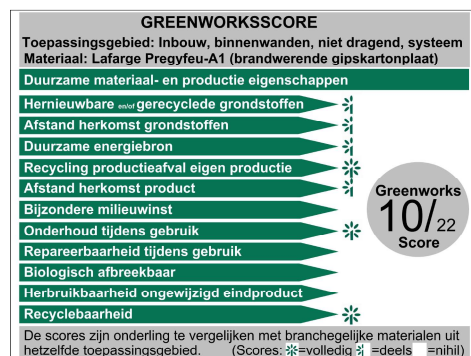 GREENWORKSSCORE
Toepassingsgebied: Inbouw, binnenwanden, niet dragend, systeem
Materiaal: Lafarge Pregyfeu-A1 (brandwerende gipskartonplaat)
Duurzame materiaal- en productie eigenschappen
Hernieuwbare en/of gerecyclede grondstoffen
Afstand herkomst grondstoffen
Duurzame energiebron
Recycling productieafval eigen productie
Afstand herkomst product
Bijzondere milieuwinst
Onderhoud tijdens gebruik
Repareerbaarheid tijdens gebruik
Biologisch afbreekbaar
Herbruikbaarheid ongewijzigd eindproduct
Recyclebaarheid
Greenworks
10/22
Score
De scores zijn onderling te vergelijken met branchegelijke materialen uit
hetzelfde toepassingsgebied. (Scores: =volledig =deels =nihil)